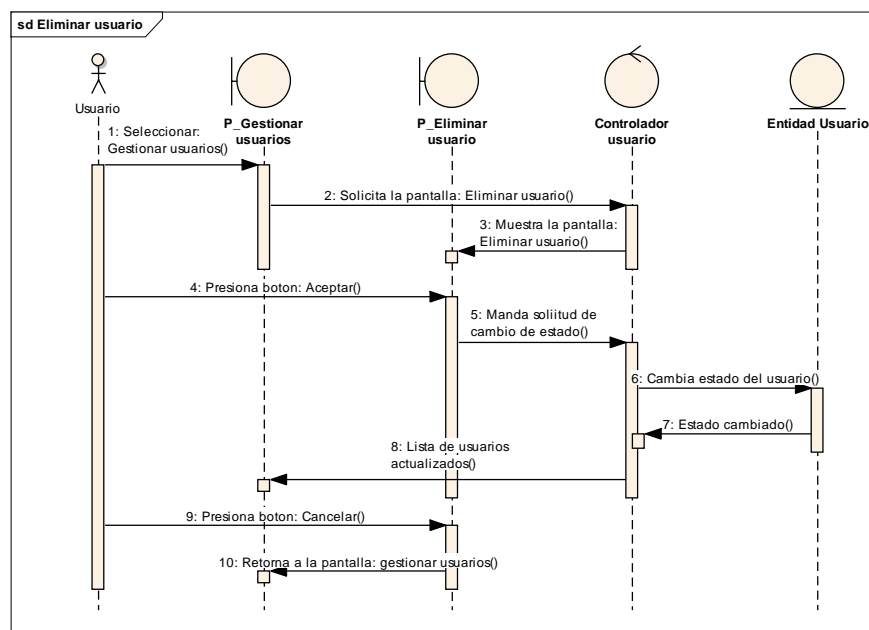 sd Eliminar usuario
Usuario
P_Gestionar
usuarios
P_Eliminar
usuario
Controlador
usuario
Entidad Usuario
1: Seleccionar:
Gestionar usuarios()
2: Solicita la pantalla: Eliminar usuario()
3: Muestra la pantalla:
Eliminar usuario()
4: Presiona boton: Aceptar()
5: Manda soliitud de
cambio de estado()
6: Cambia estado del usuario()
7: Estado cambiado()
8: Lista de usuarios
actualizados()
9: Presiona boton: Cancelar()
10: Retorna a la pantalla: gestionar usuarios()